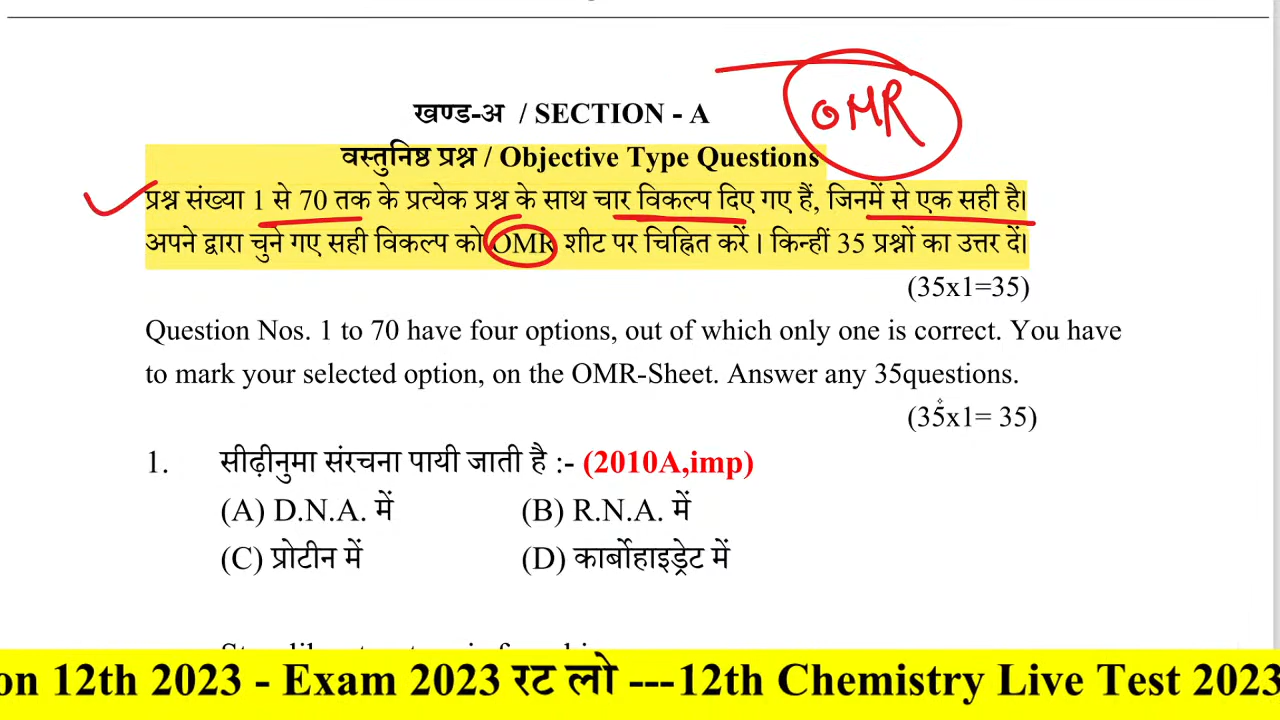 OMR
खण्ड-अ / SECTION - A
वस्तुनिष्ठ प्रश्न / Objective Type Questions
प्रश्न संख्या 1 से 70 तक के प्रत्येक प्रश्न के साथ चार विकल्प दिए गए हैं, जिनमें से एक सही है।
अपने द्वारा चुने गए सही विकल्प को OMR शीट पर चिह्नित करें। किन्हीं 35 प्रश्नों का उत्तर दें।
(35x1=35)
Question Nos. 1 to 70 have four options, out of which only one is correct. You have
to mark your selected option, on the OMR-Sheet. Answer any 35questions.
(35x1= 35)
1. सीढ़ीनुमा संरचना पायी जाती है :- (2010A,imp)
(A) D.N.A. में (B) R.N.A. में
(C) प्रोटीन में (D) कार्बोहाइड्रेट में
on 12th 2023 - Exam 2023 रट लो ---12th Chemistry Live Test 2023